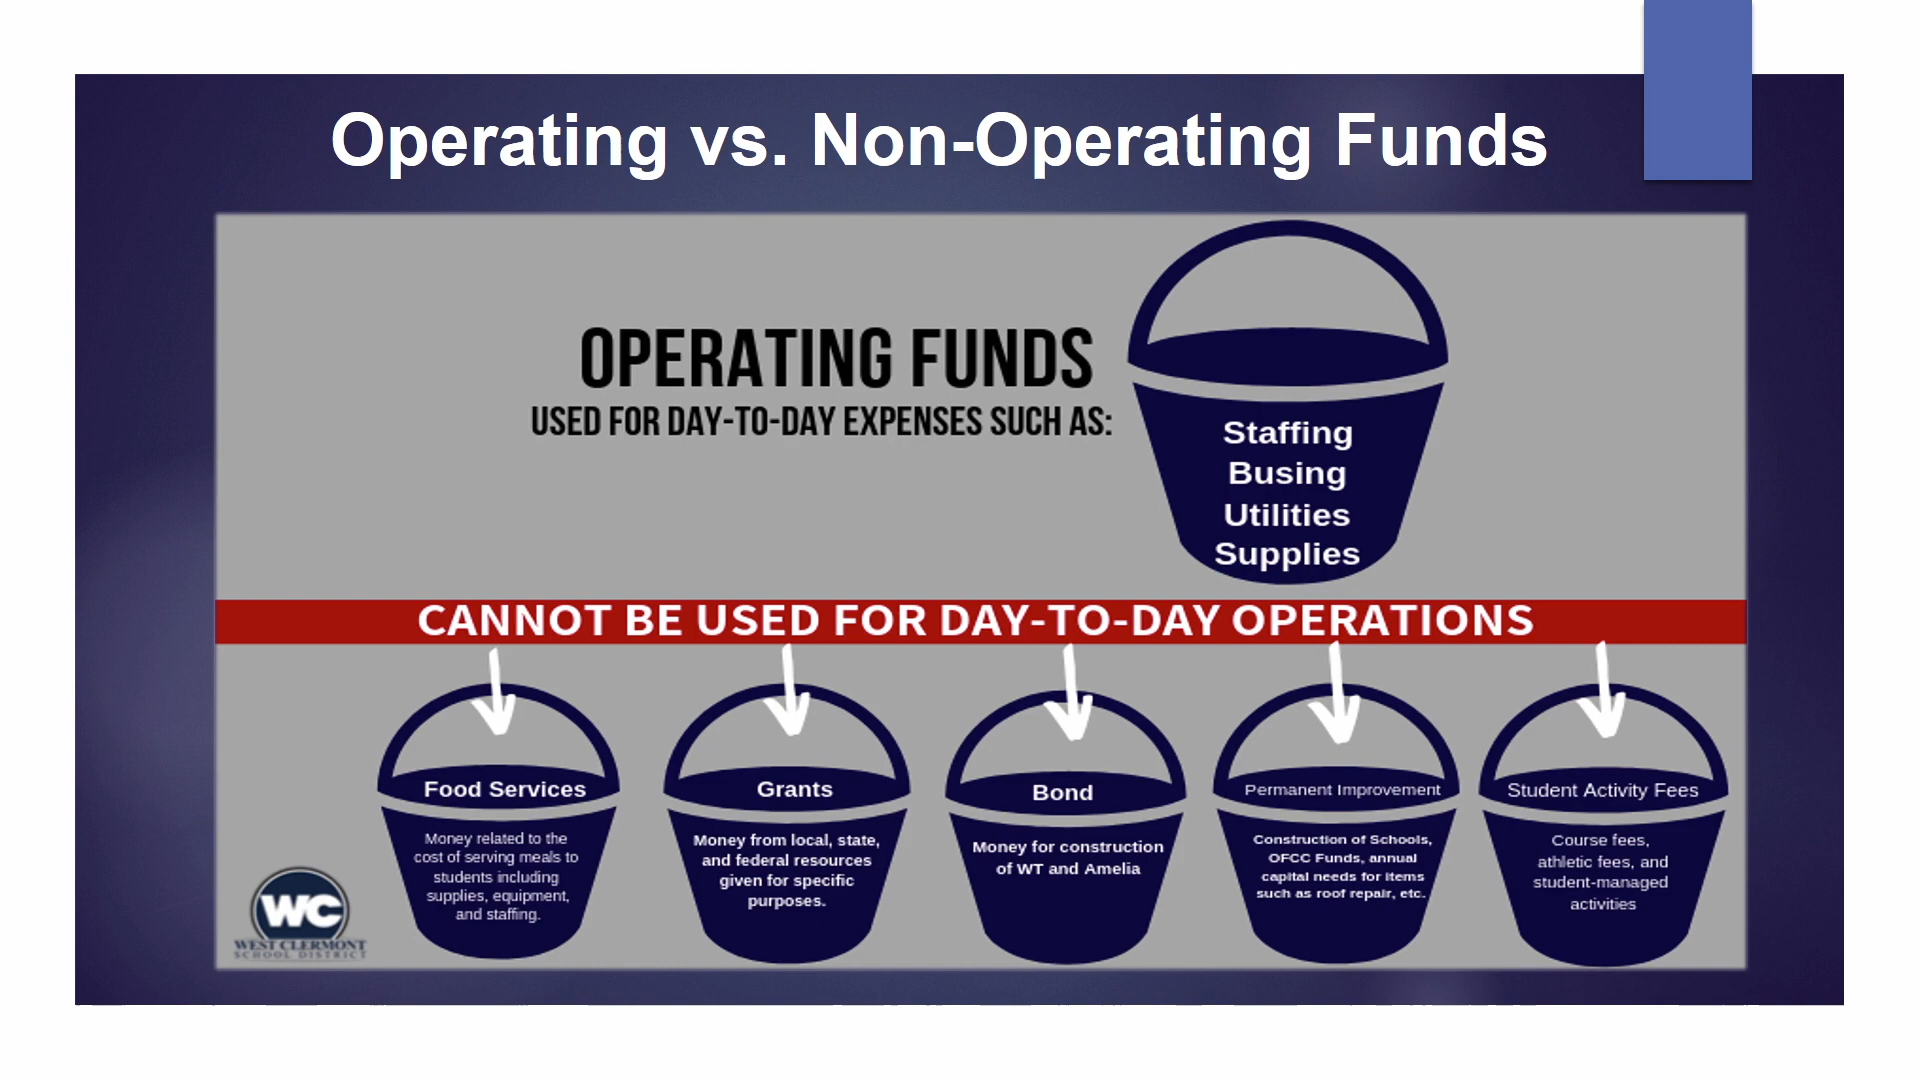 Operating vs. Non-Operating Funds
OPERATING FUNDS
USED FOR DAY-TO-DAY EXPENSES SUCH AS:
Staffing
Busing
Utilities
Supplies
CANNOT BE USED FOR DAY-TO-DAY OPERATIONS
Food Services
Money related to the
cost of serving meals to
students including
supplies, equipment,
and staffing.
Grants
Money from local, state,
and federal resources
given for specific
purposes.
Bond
Money for construction
of WT and Amelia
Permanent Improvement
Construction of Schools,
OFCC Funds, annual
capital needs for items
such as roof repair, etc.
Student Activity Fees
Course fees,
athletic fees, and
student-managed
activities
WC
WEST CLERMONT
SCHOOL DISTRICT